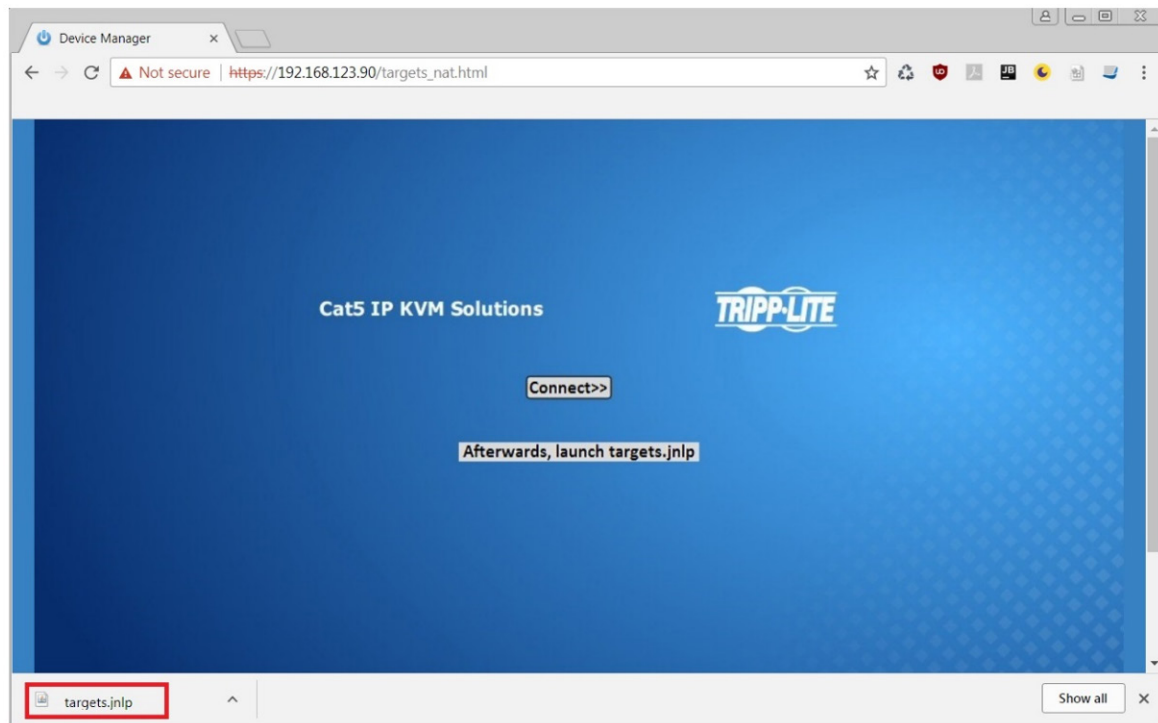 Device Manager
Not secure | https://192.168.123.90/targets_nat.html
JB
Cat5 IP KVM Solutions
TRIPP·LITE
Connect>>
Afterwards, launch targets.jnlp
targets.jnlp
Show all